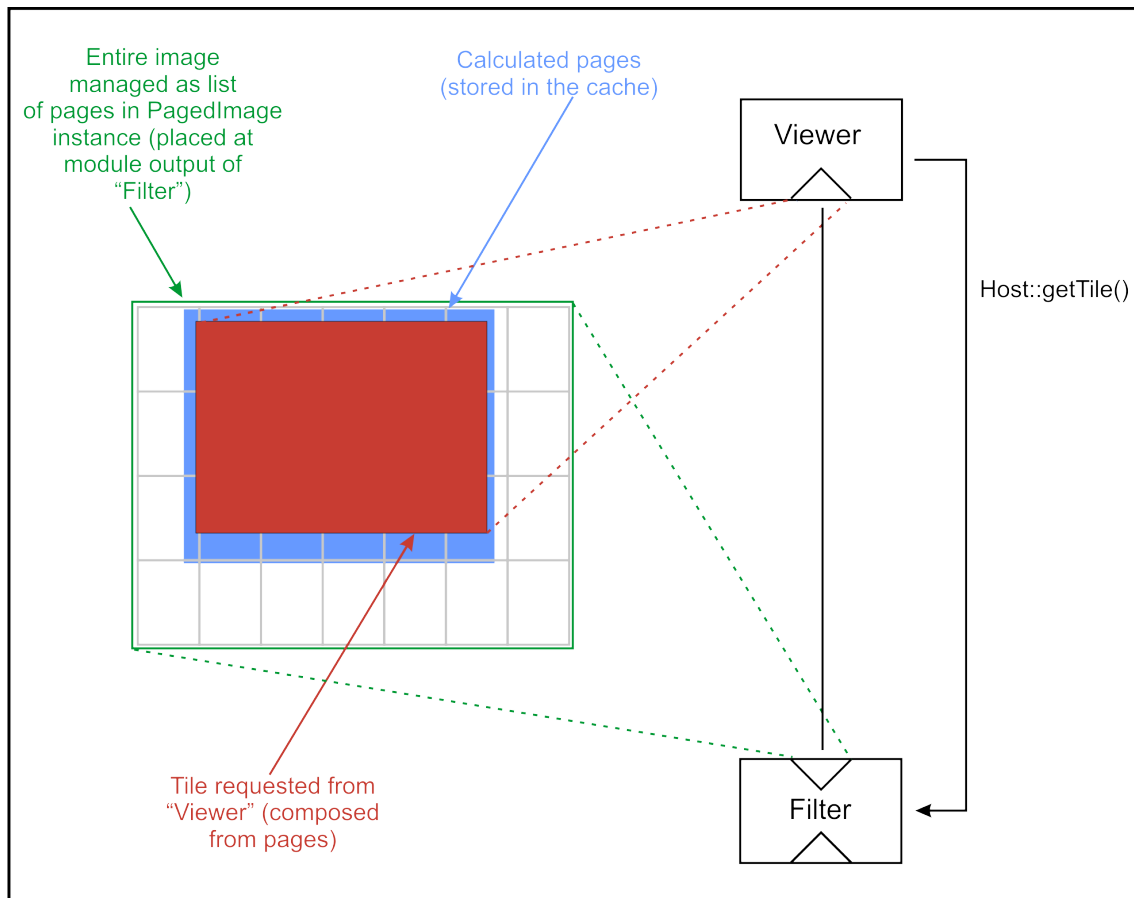 Entire image
managed as list
of pages in PagedImage
instance (placed at
module output of
“Filter”)
Calculated pages
(stored in the cache)
Viewer
Host::getTile()
Tile requested from
“Viewer” (composed
from pages)
Filter